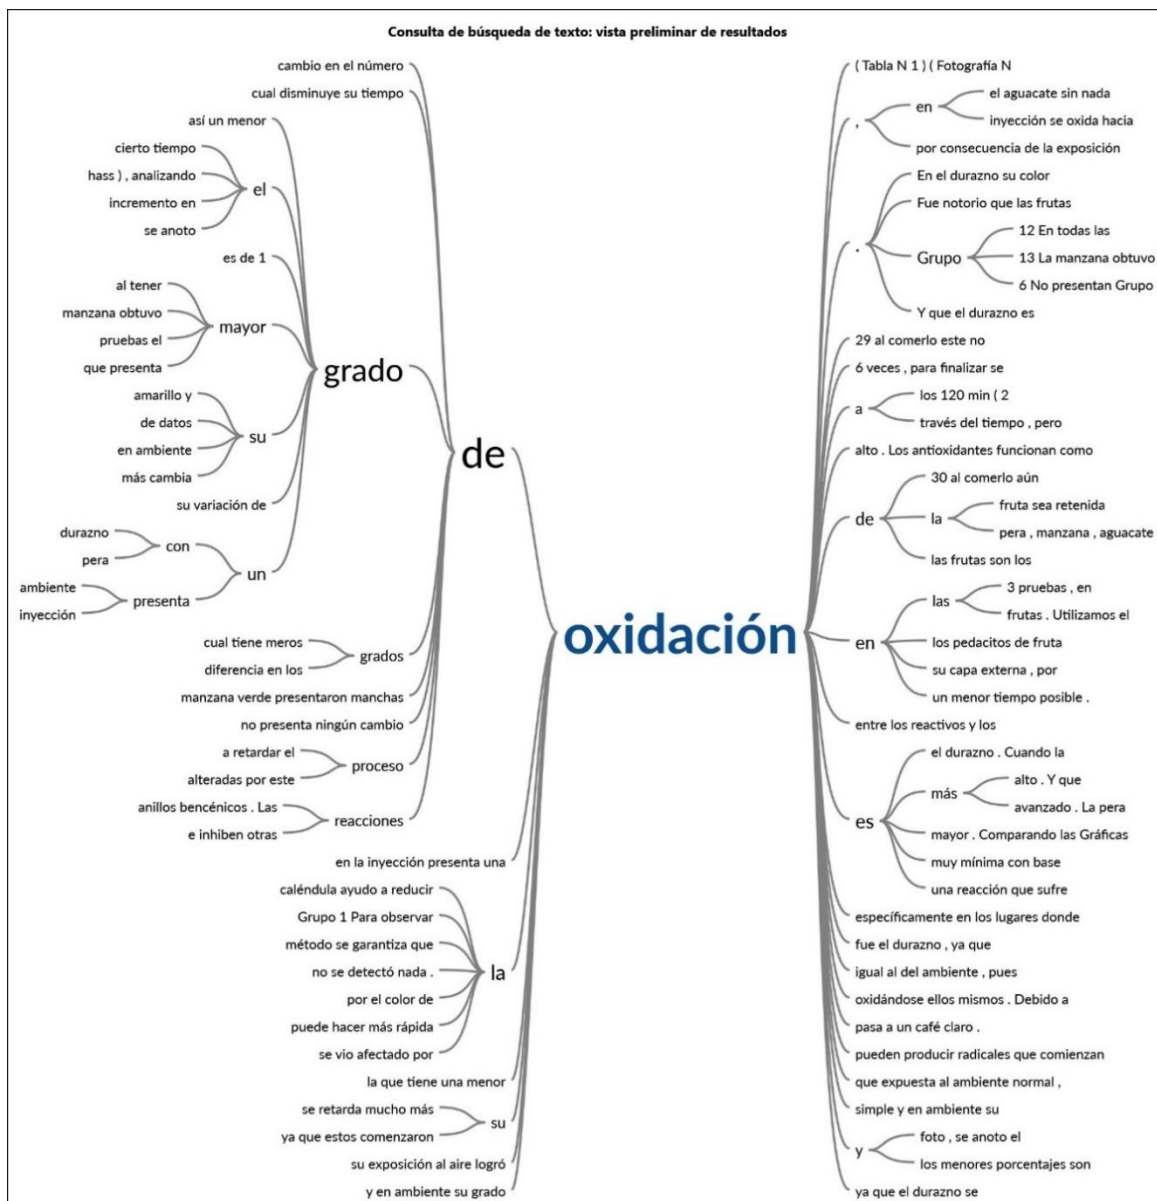 Consulta de búsqueda de texto: vista preliminar de resultados
cambio en el número
cual disminuye su tiempo
así un menor
cierto tiempo
hass ) , analizando
incremento en
se anoto
el
es de 1
al tener
manzana obtuvo
pruebas el
que presenta
mayor
amarillo y
de datos
en ambiente
más cambia
su
su variación de
durazno
pera
con
ambiente
inyección
presenta
un
grado
cual tiene meros
diferencia en los
grados
manzana verde presentaron manchas
no presenta ningún cambio
a retardar el
alteradas por este
proceso
anillos bencénicos . Las
e inhiben otras
reacciones
de
en la inyección presenta una
caléndula ayudo a reducir
Grupo 1 Para observar
método se garantiza que
no se detectó nada .
por el color de
puede hacer más rápida
se vio afectado por
la
la que tiene una menor
se retarda mucho más
ya que estos comenzaron
su
su exposición al aire logró
y en ambiente su grado
oxidación
( Tabla N 1 ) ( Fotografía N
,
en
el aguacate sin nada
inyección se oxida hacia
por consecuencia de la exposición
.
En el durazno su color
Fue notorio que las frutas
Grupo
12 En todas las
13 La manzana obtuvo
6 No presentan Grupo
Y que el durazno es
29 al comerlo este no
6 veces , para finalizar se
a
los 120 min ( 2
través del tiempo , pero
alto . Los antioxidantes funcionan como
de
30 al comerlo aún
la
fruta sea retenida
pera , manzana , aguacate
las frutas son los
en
las
3 pruebas , en
frutas . Utilizamos el
los pedacitos de fruta
su capa externa , por
un menor tiempo posible .
entre los reactivos y los
es
el durazno . Cuando la
más
alto . Y que
avanzado . La pera
mayor . Comparando las Gráficas
muy mínima con base
una reacción que sufre
específicamente en los lugares donde
fue el durazno , ya que
igual al del ambiente , pues
oxidándose ellos mismos . Debido a
pasa a un café claro .
pueden producir radicales que comienzan
que expuesta al ambiente normal ,
simple y en ambiente su
y
foto , se anoto el
los menores porcentajes son
ya que el durazno se